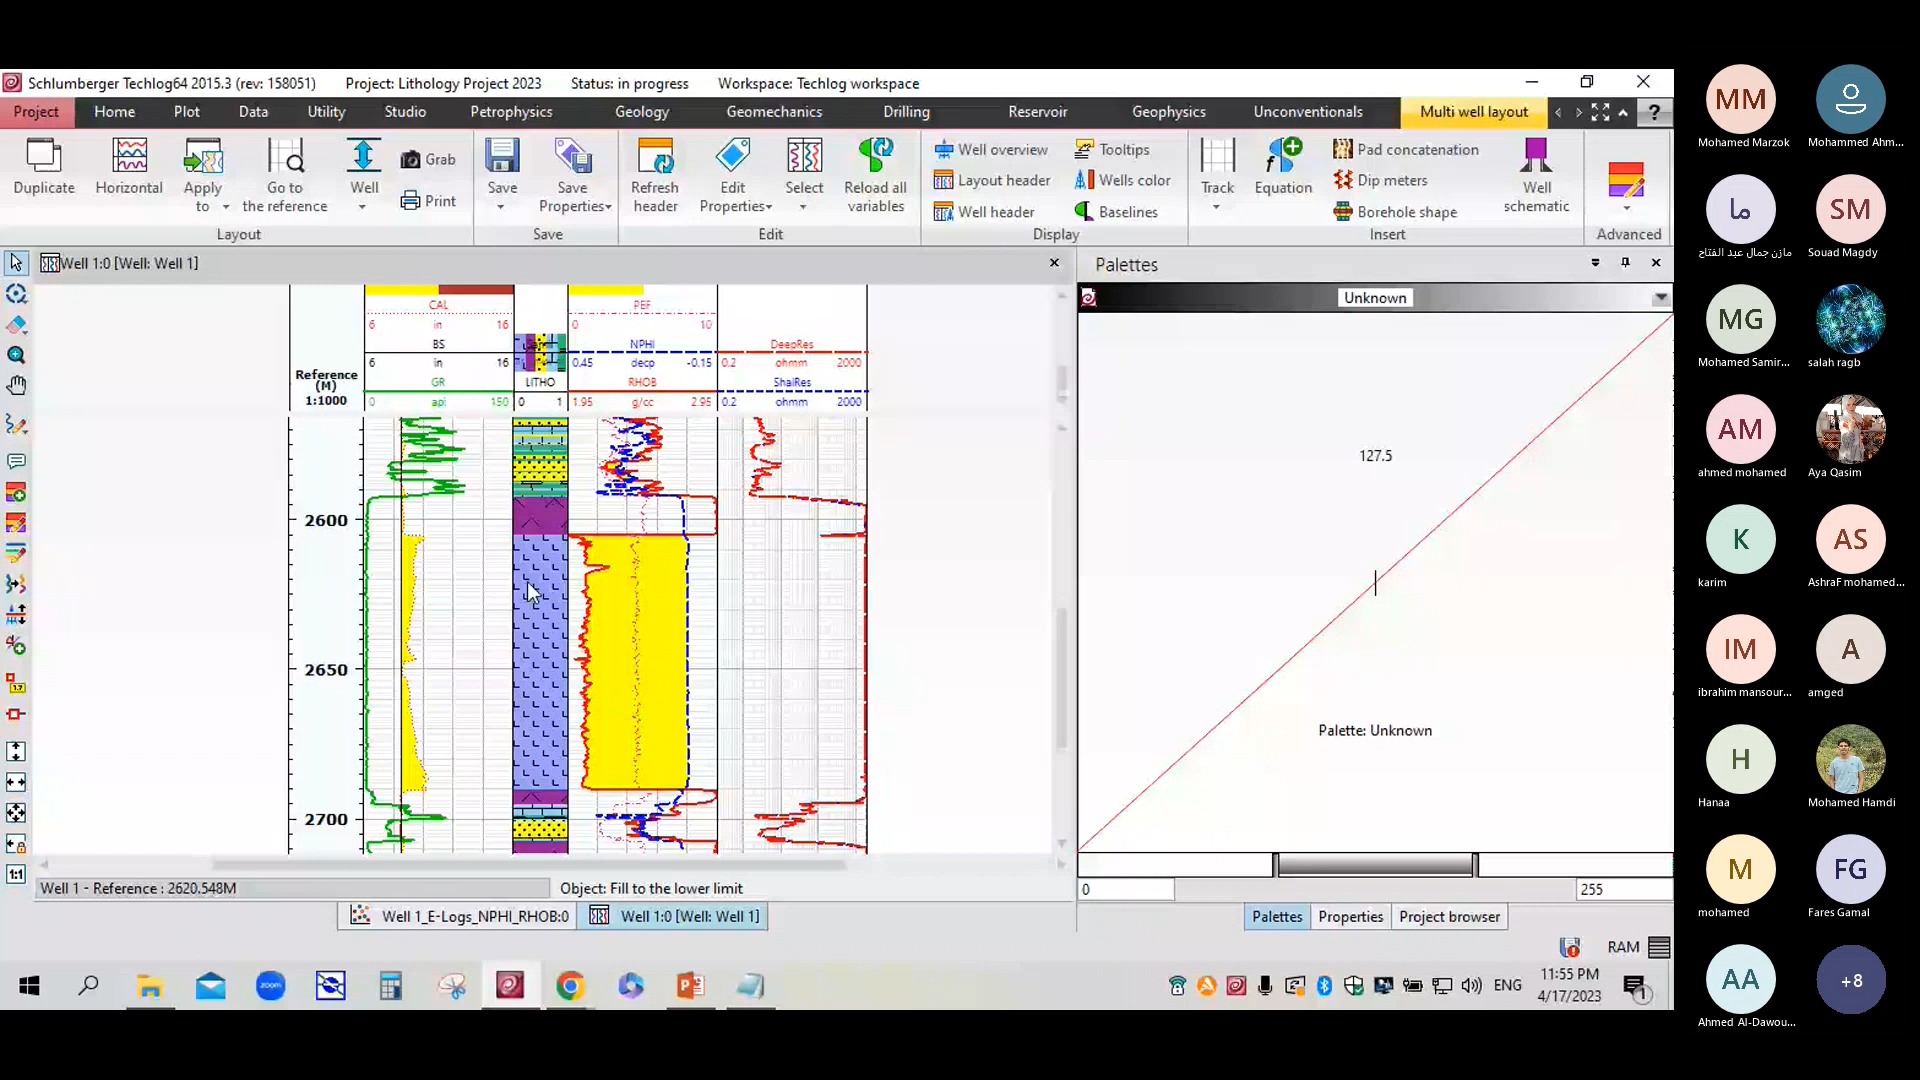 Schlumberger Techlog64 2015.3 (rev: 158051) Project: Lithology Project 2023 Status: in progress Workspace: Techlog workspace
Project Home Plot Data Utility Studio Petrophysics Geology Geomechanics Drilling Reservoir Geophysics Unconventionals Multi well layout ?
Duplicate Horizontal Apply to Go to the reference Well Grab Print
Layout
Save Save Properties
Save
Refresh header Edit Properties Select Reload all variables
Edit
Well overview Tooltips
Layout header Wells color
Well header Baselines
Display
Track Equation Pad concatenation Dip meters Borehole shape Well schematic
Insert
Advanced
Well 1:0 [Well: Well 1]
Palettes
Unknown
CAL
6 in 16
BS
6 in 16
GR
0 api 150
Reference
(M)
1:1000
LITHO
0 1
PEF
0 10
NPHI
0.45 decp -0.15
RHOB
1.95 g/cc 2.95
DeepRes
0.2 ohmm 2000
ShalRes
0.2 ohmm 2000
2600
2650
2700
127.5
Palette: Unknown
0 255
1:1
Well 1 - Reference : 2620.548M Object: Fill to the lower limit
Well 1_E-Logs_NPHI_RHOB:0 Well 1:0 [Well: Well 1]
Palettes Properties Project browser
RAM
zoom
ENG
11:55 PM
4/17/2023
1
MM
Mohamed Marzok
Mohammed Ahm...
ما
مازن جمال عبد الفتاح
SM
Souad Magdy
MG
Mohamed Samir...
salah ragb
AM
ahmed mohamed
Aya Qasim
K
karim
AS
AshraF mohamed...
IM
ibrahim mansour...
A
amged
H
Hanaa
Mohamed Hamdi
M
mohamed
FG
Fares Gamal
AA
Ahmed Al-Dawou...
+8